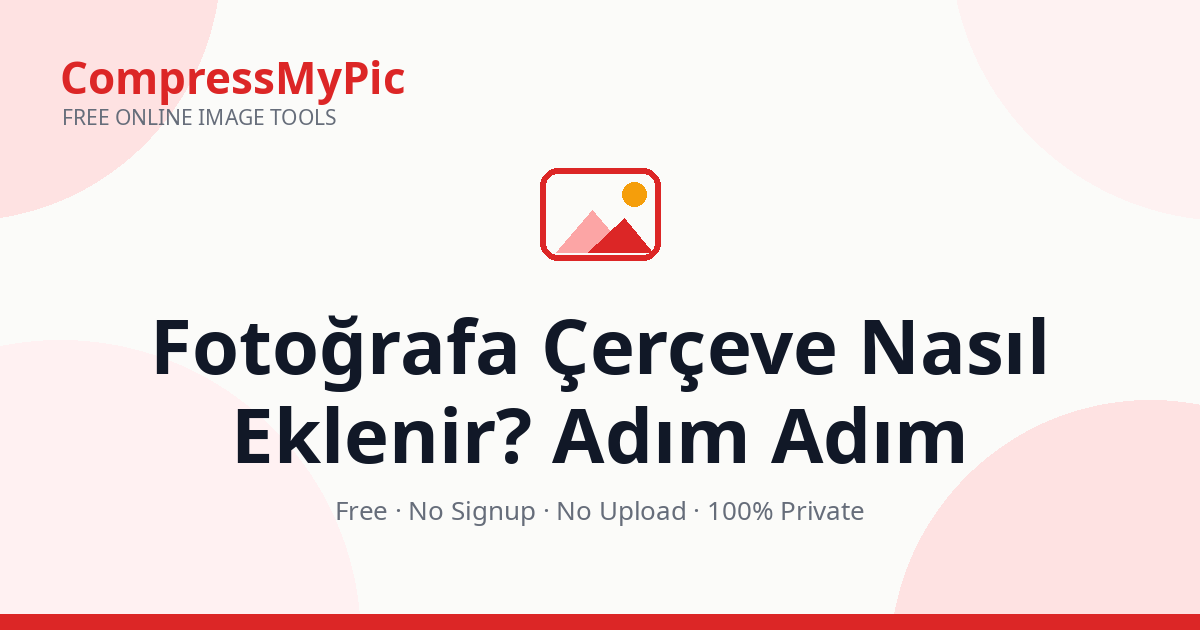 CompressMyPic
FREE ONLINE IMAGE TOOLS
Fotoğrafa Çerçeve Nasıl
Eklenir? Adım Adım
Free · No Signup · No Upload · 100% Private